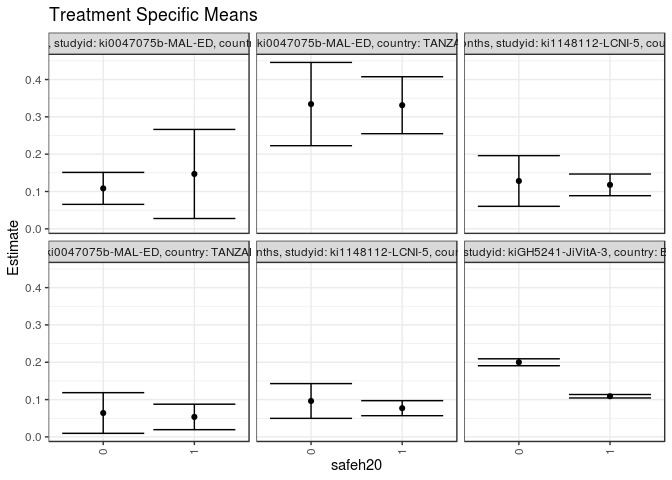 Treatment Specific Means
, studyid: ki0047075b-MAL-ED, count
ki0047075b-MAL-ED, country: TANZA
nths, studyid: ki1148112-LCNI-5, cou
0.4
0.3
0.2
0.1
0.0
ki0047075b-MAL-ED, country: TANZA
nths, studyid: ki1148112-LCNI-5, cour
studyid: kiGH5241-JiVitA-3, country: B
0.4
0.3
0.2
0.1
0.0
Estimate
0 1 0 1 0 1
safeh20